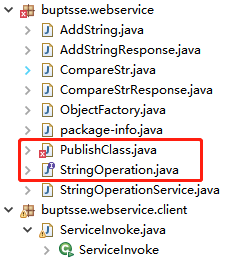 buptsse.webservice
AddString.java
AddStringResponse.java
CompareStr.java
CompareStrResponse.java
ObjectFactory.java
package-info.java
PublishClass.java
StringOperation.java
StringOperationService.java
buptsse.webservice.client
ServiceInvoke.java
ServiceInvoke